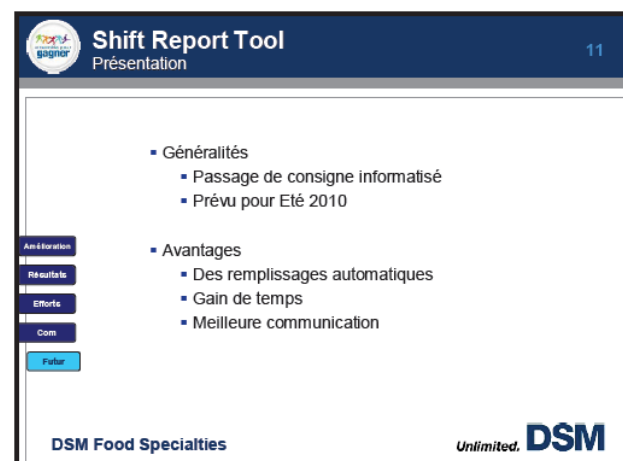 Shift Report Tool
Présentation
11
gagner
Généralités
Passage de consigne informatisé
Prévu pour Eté 2010
Avantages
Des remplissages automatiques
Gain de temps
Meilleure communication
Amélioration
Résultats
Efforts
Com
Futur
DSM Food Specialties
Unlimited. DSM